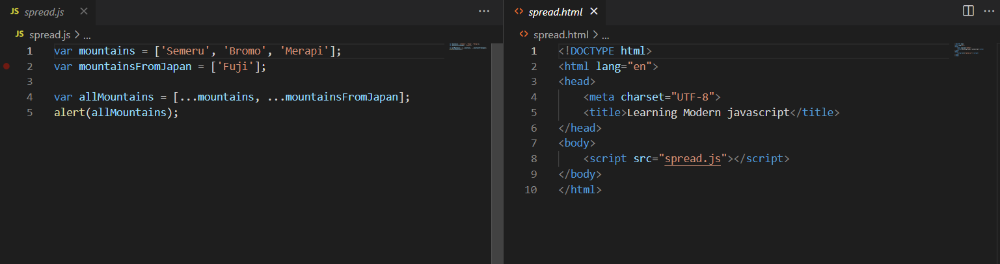 JS spread.js
JS spread.js > ...
1 var mountains = ['Semeru', 'Bromo', 'Merapi'];
2 var mountainsFromJapan = ['Fuji'];
3
4 var allMountains = [...mountains, ...mountainsFromJapan];
5 alert(allMountains);
<> spread.html
<> spread.html > ...
1 <!DOCTYPE html>
2 <html lang="en">
3 <head>
4     <meta charset="UTF-8">
5     <title>Learning Modern javascript</title>
6 </head>
7 <body>
8     <script src="spread.js"></script>
9 </body>
10 </html>